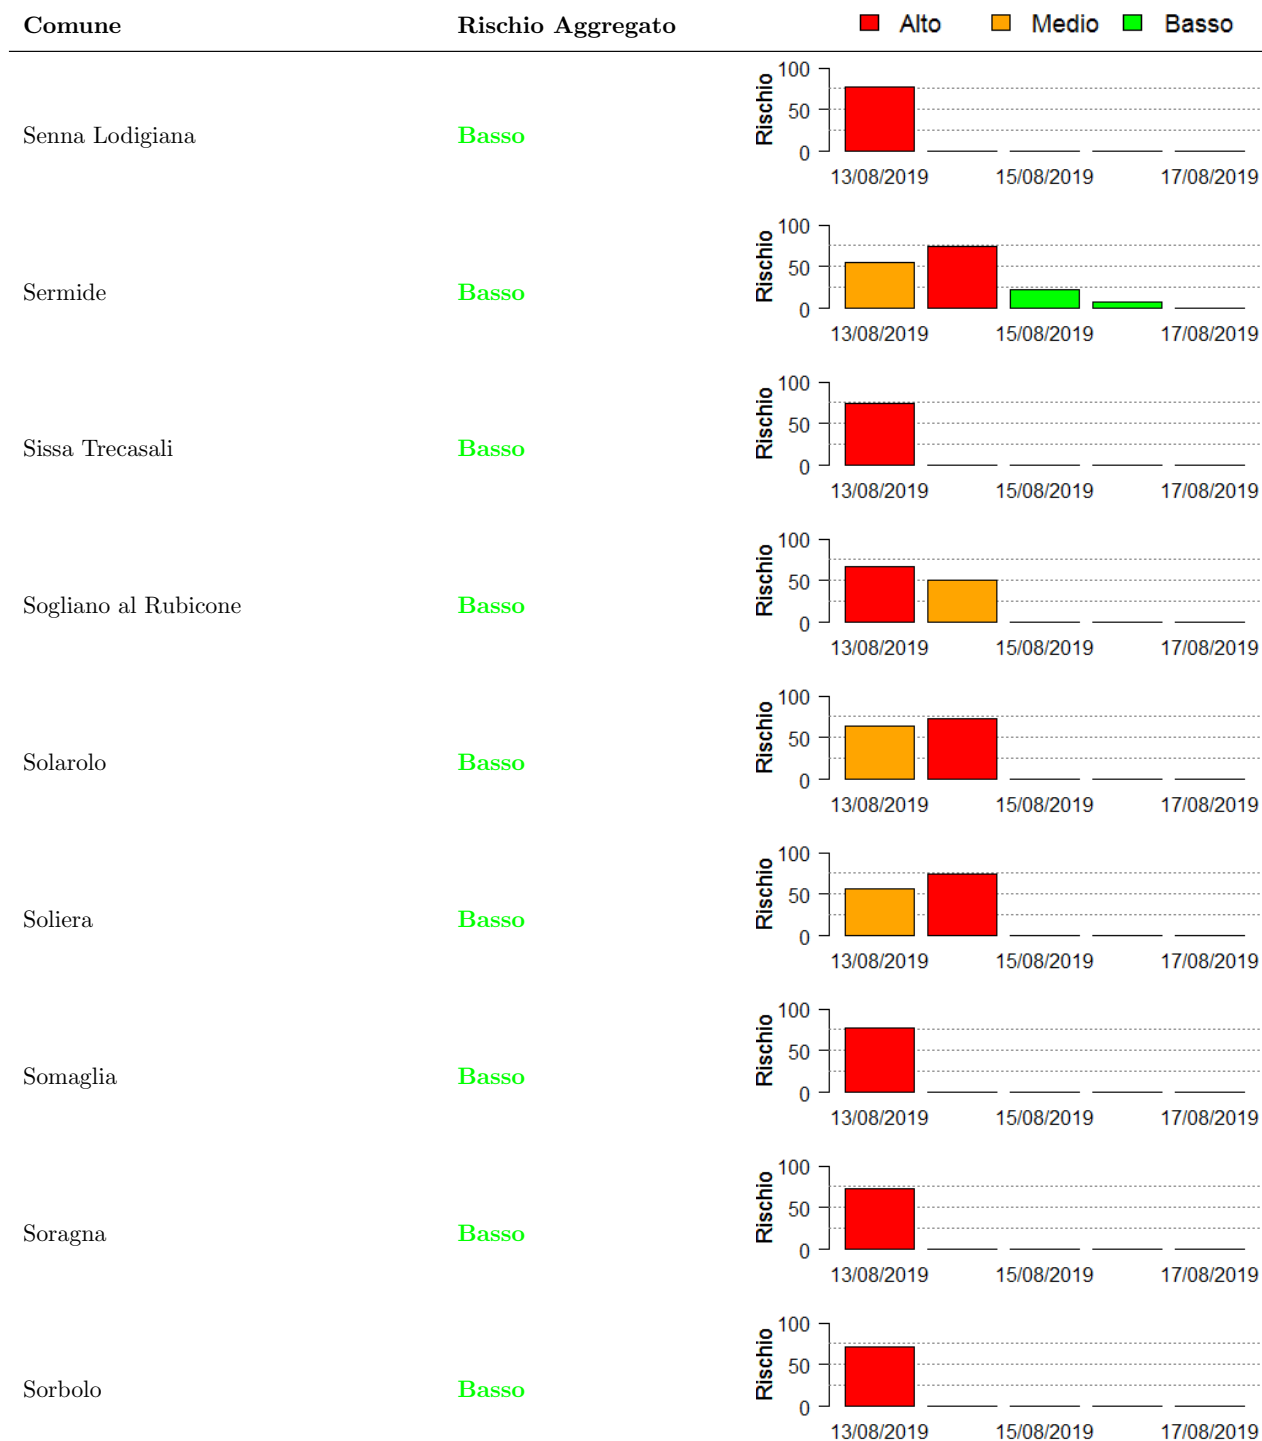 Comune Rischio Aggregato Alto Medio Basso
100
50
0
Rischio
Senna Lodigiana Basso
13/08/2019 15/08/2019 17/08/2019
100
50
0
Rischio
Sermide Basso
13/08/2019 15/08/2019 17/08/2019
100
50
0
Rischio
Sissa Trecasali Basso
13/08/2019 15/08/2019 17/08/2019
100
50
0
Rischio
Sogliano al Rubicone Basso
13/08/2019 15/08/2019 17/08/2019
100
50
0
Rischio
Solarolo Basso
13/08/2019 15/08/2019 17/08/2019
100
50
0
Rischio
Soliera Basso
13/08/2019 15/08/2019 17/08/2019
100
50
0
Rischio
Somaglia Basso
13/08/2019 15/08/2019 17/08/2019
100
50
0
Rischio
Soragna Basso
13/08/2019 15/08/2019 17/08/2019
100
50
0
Rischio
Sorbolo Basso
13/08/2019 15/08/2019 17/08/2019